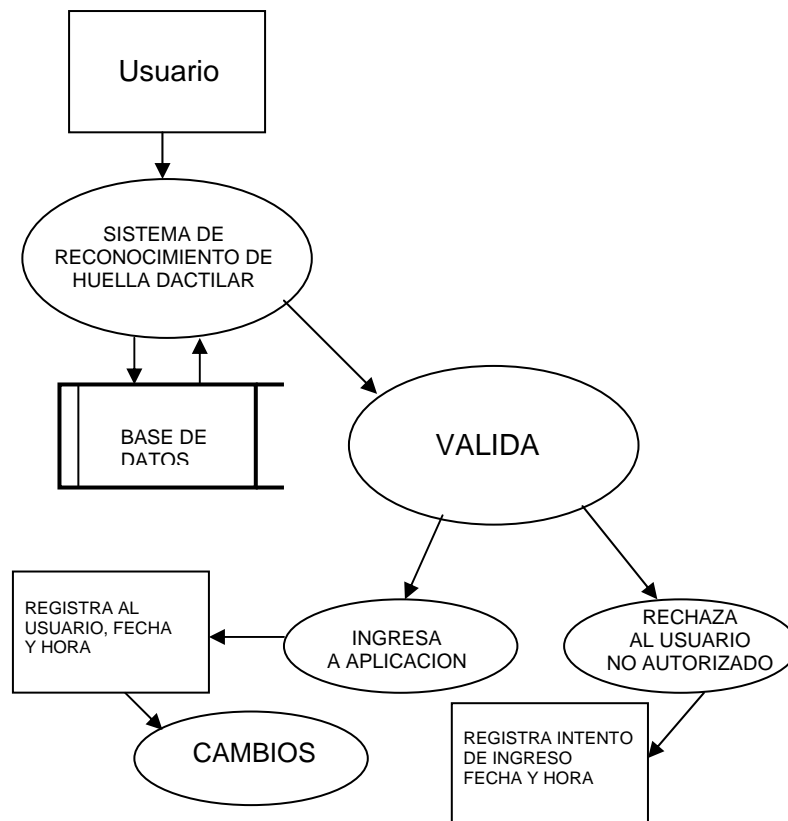 Usuario
SISTEMA DE
RECONOCIMIENTO DE
HUELLA DACTILAR
BASE DE
DATOS
VALIDA
REGISTRA AL
USUARIO, FECHA
Y HORA
INGRESA
A APLICACION
RECHAZA
AL USUARIO
NO AUTORIZADO
CAMBIOS
REGISTRA INTENTO
DE INGRESO
FECHA Y HORA